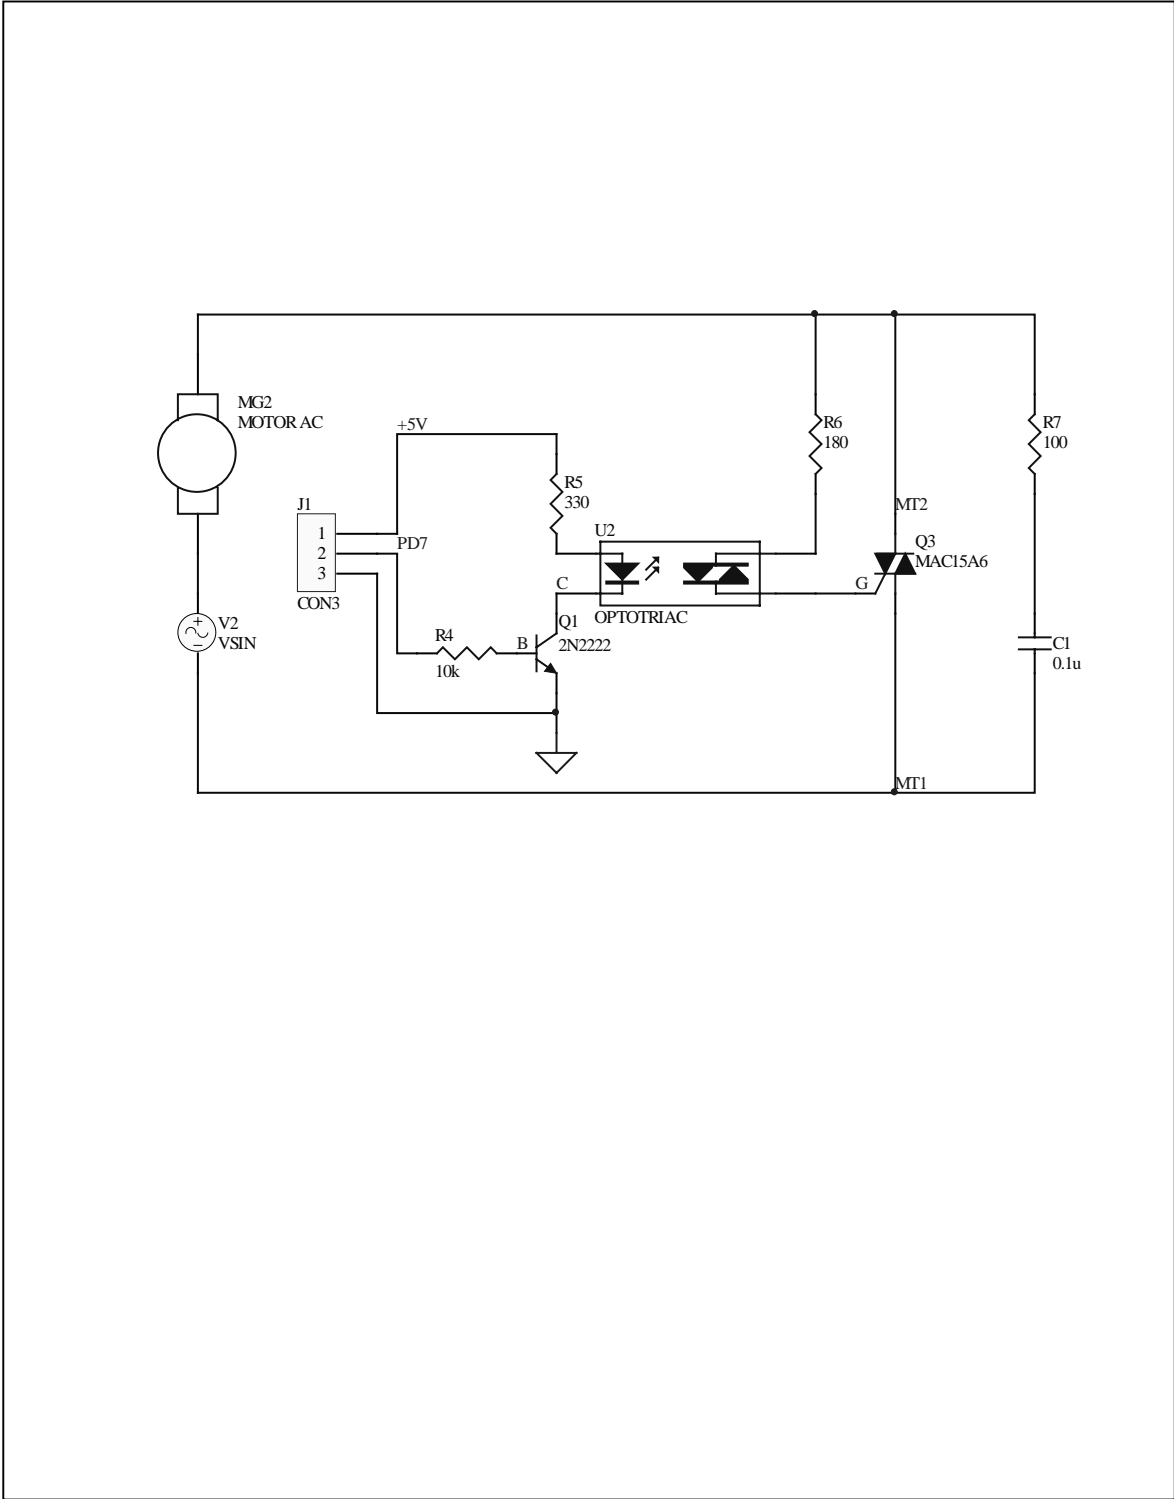 MG2
MOTOR AC
+5V
R6
180
R7
100
R5
330
J1
1
2
3
CON3
PD7
U2
C
OPTOTRIAC
MT2
Q3
MAC15A6
G
V2
VSIN
+
−
R4
10k
B
Q1
2N2222
C1
0.1u
MT1